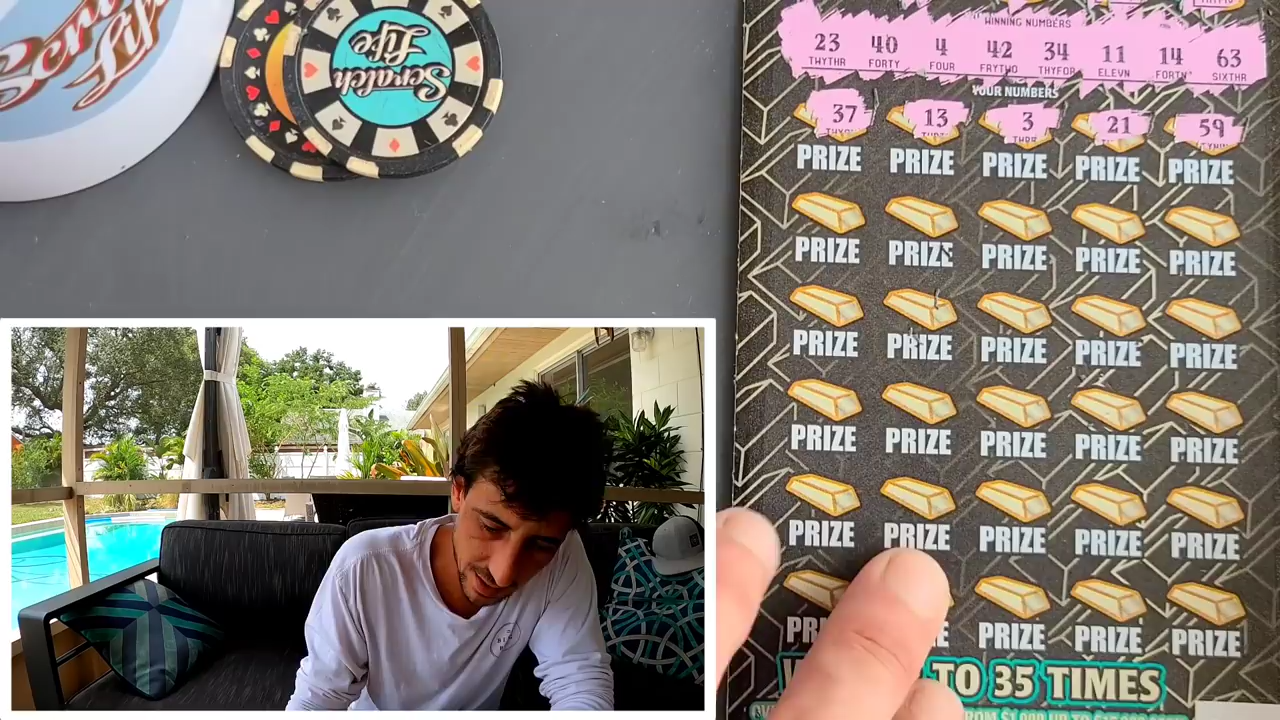 Scratch Life
WINNING NUMBERS
23 40 4 42 34 11 14 63
THYTHR FORTY FOUR FRYTWO THYFOR ELEVN FORTN SIXTHR
YOUR NUMBERS
37 13 3 21 59
PRIZE PRIZE PRIZE PRIZE PRIZE
PRIZE PRIZE PRIZE PRIZE PRIZE
PRIZE PRIZE PRIZE PRIZE PRIZE
PRIZE PRIZE PRIZE PRIZE PRIZE
PRIZE PRIZE PRIZE PRIZE PRIZE
PRIZE PRIZE PRIZE
TO 35 TIMES